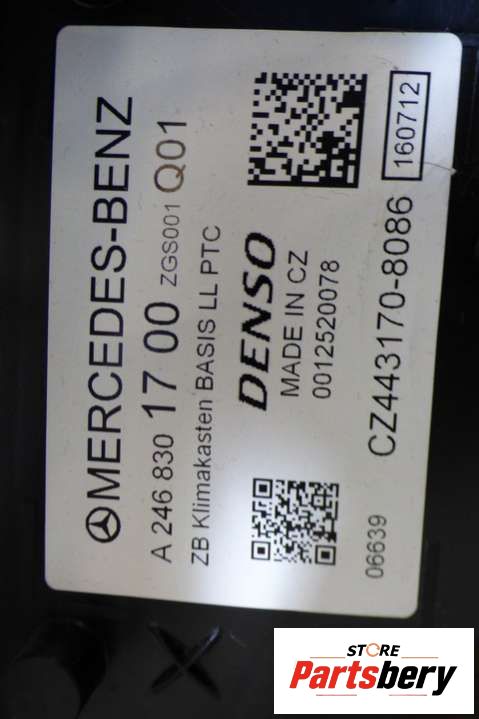 MERCEDES-BENZ
A 246 830 17 00 ZGS001 Q01
ZB Klimakasten BASIS LL PTC
DENSO
MADE IN CZ
0012520078
CZ443170-8086
160712
06639
STORE
Partsbery